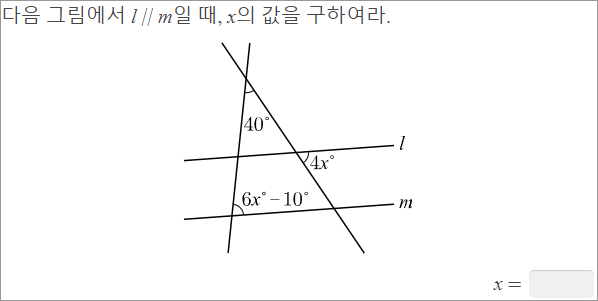 다음 그림에서 l // m일 때, x의 값을 구하여라.
40°
l
4x°
6x° − 10°
m
x =